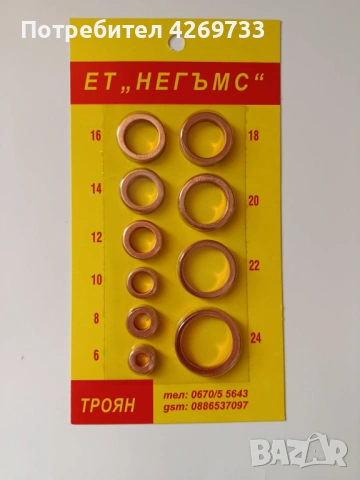 Потребител 4269733
ЕТ „НЕГЪМС“
16
18
14
20
12
10
22
8
24
6
ТРОЯН
тел: 0670/5 5643
gsm: 0886537097
BAZAR